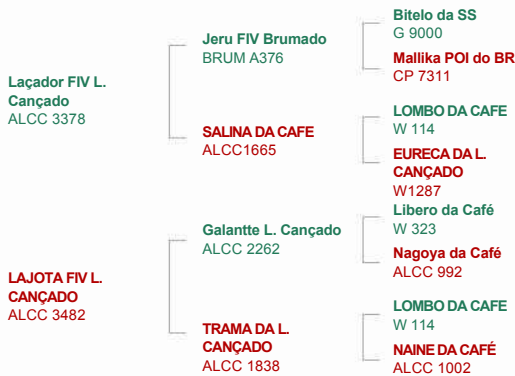 Laçador FIV L.
Cançado
ALCC 3378
LAJOTA FIV L.
CANÇADO
ALCC 3482
Jeru FIV Brumado
BRUM A376
SALINA DA CAFE
ALCC1665
Galantte L. Cançado
ALCC 2262
TRAMA DA L.
CANÇADO
ALCC 1838
Bitelo da SS
G 9000
Mallika POI do BR
CP 7311
LOMBO DA CAFE
W 114
EURECA DA L.
CANÇADO
W1287
Libero da Café
W 323
Nagoya da Café
ALCC 992
LOMBO DA CAFE
W 114
NAINE DA CAFÉ
ALCC 1002